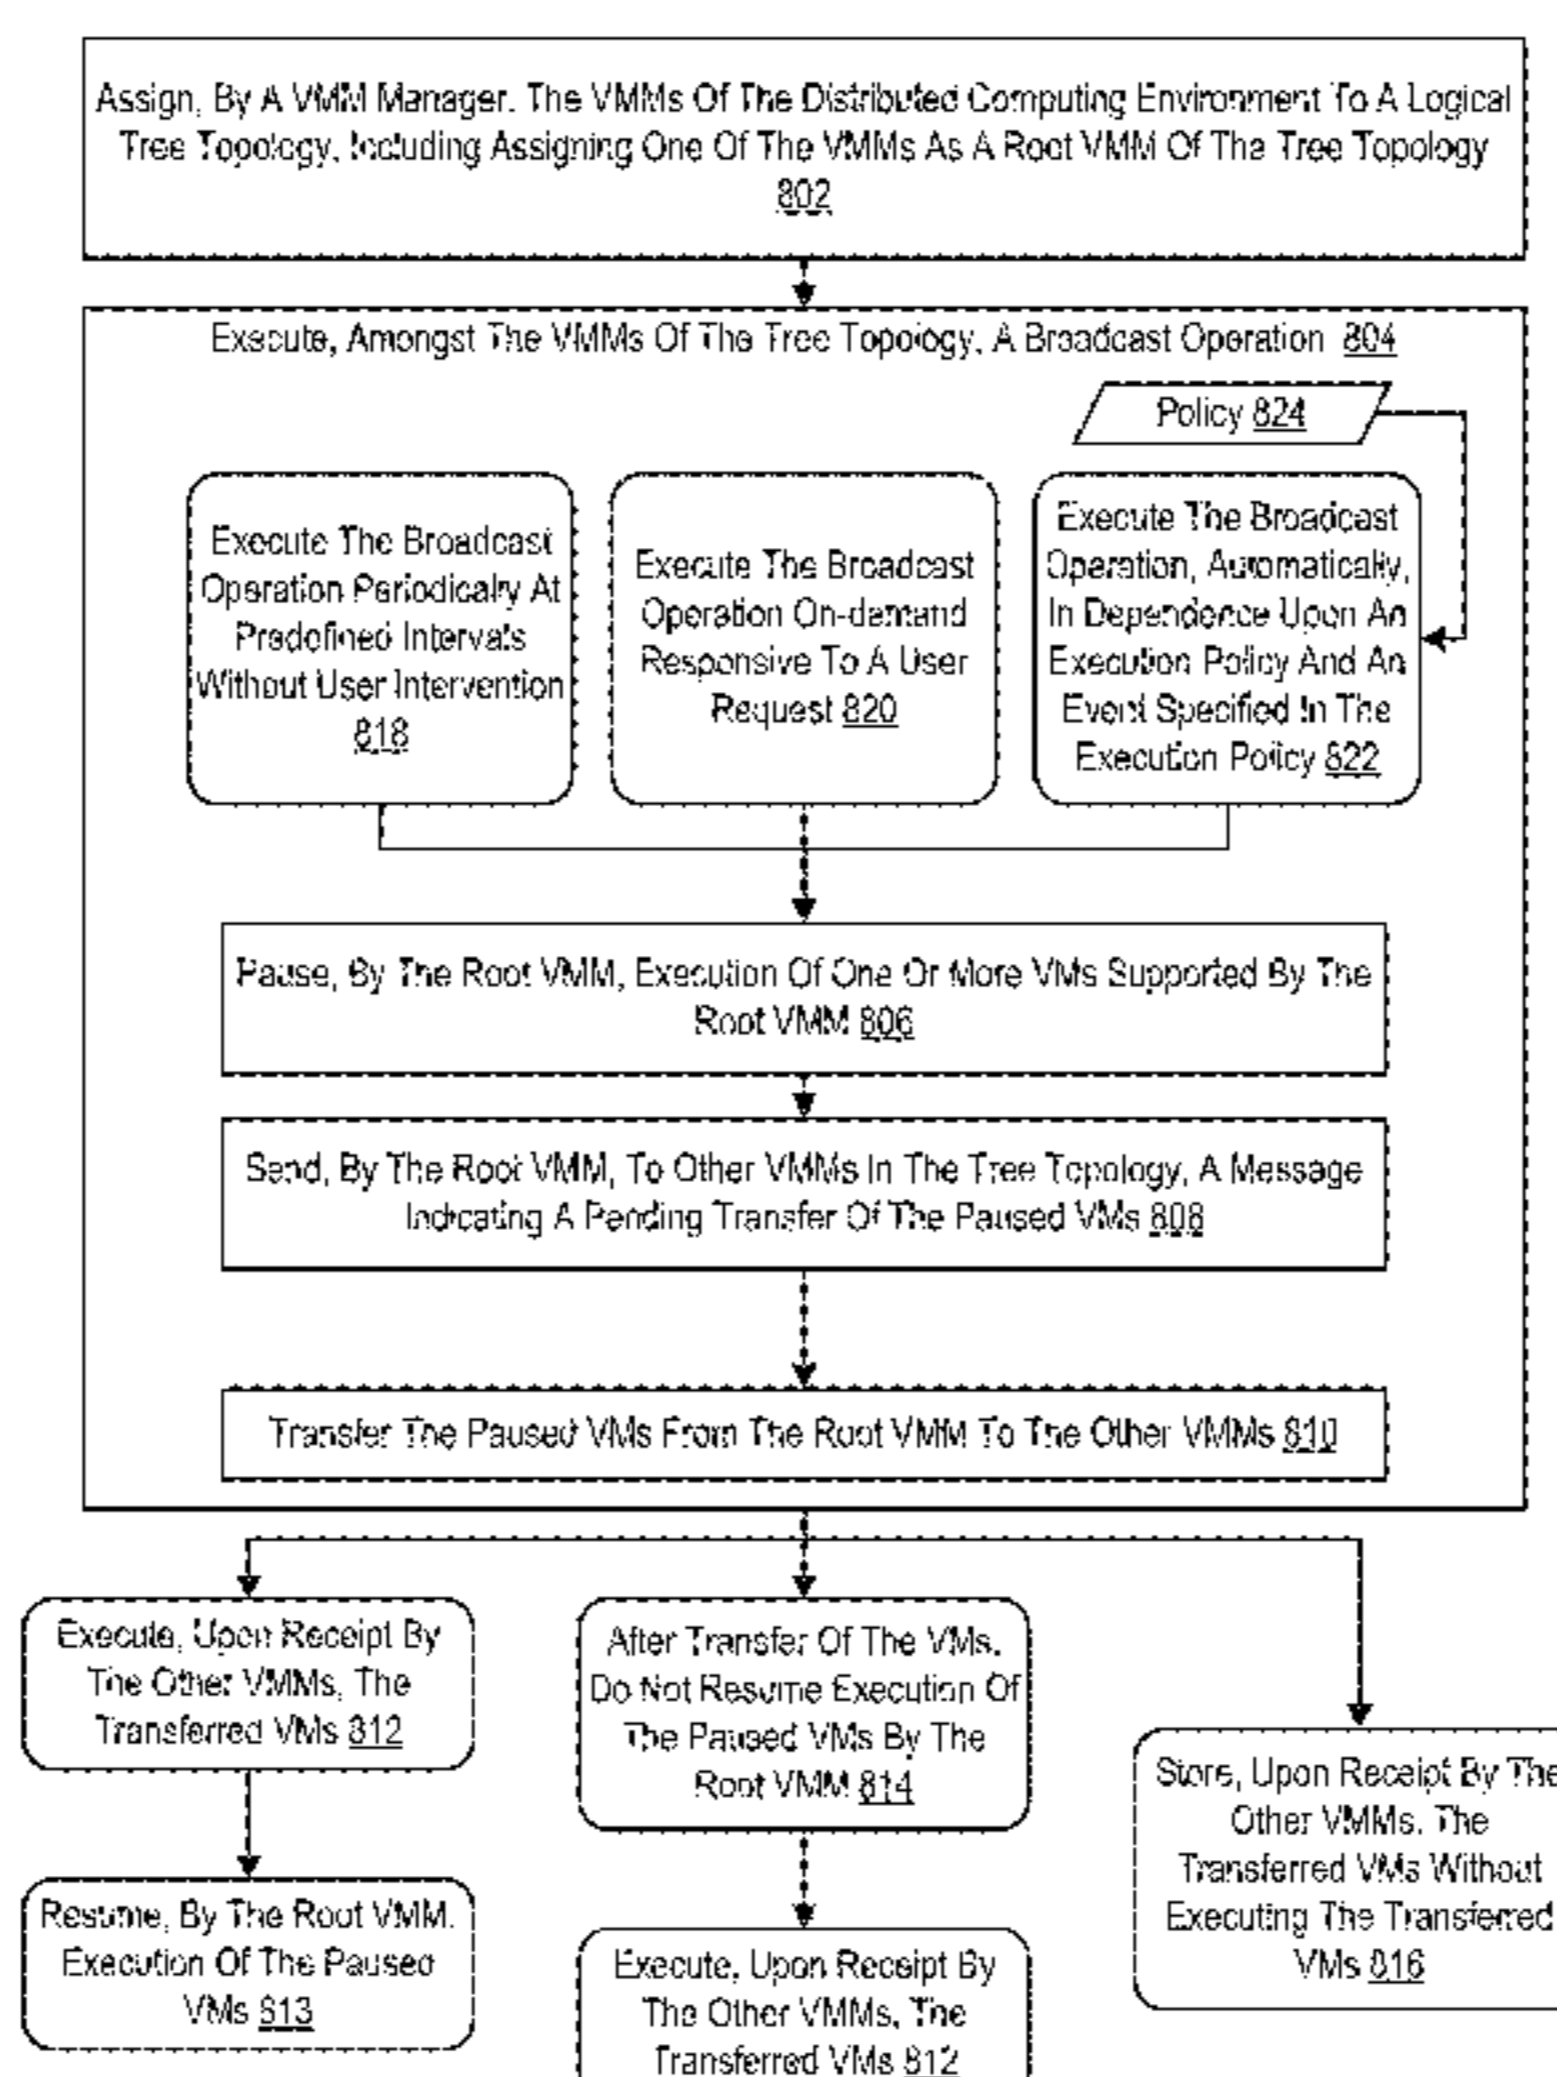 Assign, By A VMM Manager, The VMMs Of The Distributed Computing Environment To A Logical
Tree Topology, Including Assigning One Of The VMMs As A Root VMM Of The Tree Topology
802
Execute, Amongst The VMMs Of The Tree Topology, A Broadcast Operation 804
Policy 824
Execute The Broadcast
Operation Periodically At
Predefined Intervals
Without User Intervention
818
Execute The Broadcast
Operation On-demand
Responsive To A User
Request 820
Execute The Broadcast
Operation, Automatically,
In Dependence Upon An
Execution Policy And An
Event Specified In The
Execution Policy 822
Pause, By The Root VMM, Execution Of One Or More VMs Supported By The
Root VMM 806
Send, By The Root VMM, To Other VMMs In The Tree Topology, A Message
Indicating A Pending Transfer Of The Paused VMs 808
Transfer The Paused VMs From The Root VMM To The Other VMMs 810
Execute, Upon Receipt By
The Other VMMs, The
Transferred VMs 812
Resume, By The Root VMM,
Execution Of The Paused
VMs 813
After Transfer Of The VMs,
Do Not Resume Execution Of
The Paused VMs By The
Root VMM 814
Execute, Upon Receipt By
The Other VMMs, The
Transferred VMs 812
Store, Upon Receipt By The
Other VMMs, The
Transferred VMs Without
Executing The Transferred
VMs 816